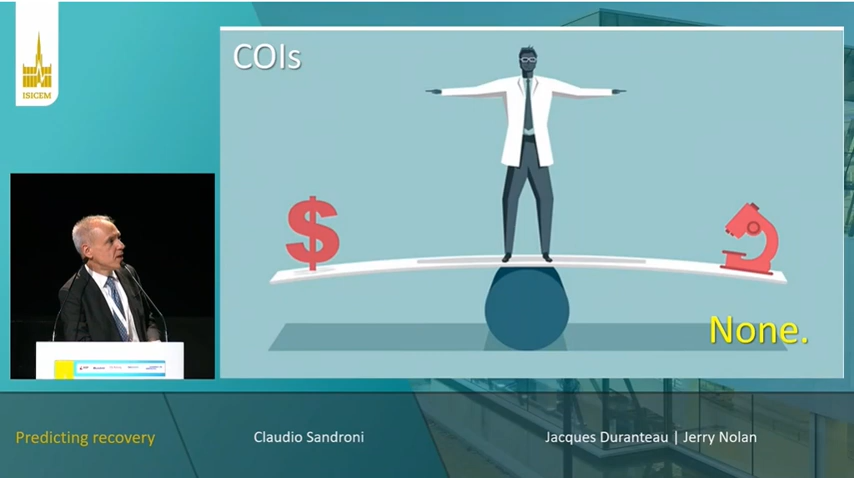 ISICEM
COIs
$
None.
Predicting recovery
Claudio Sandroni
Jacques Duranteau | Jerry Nolan